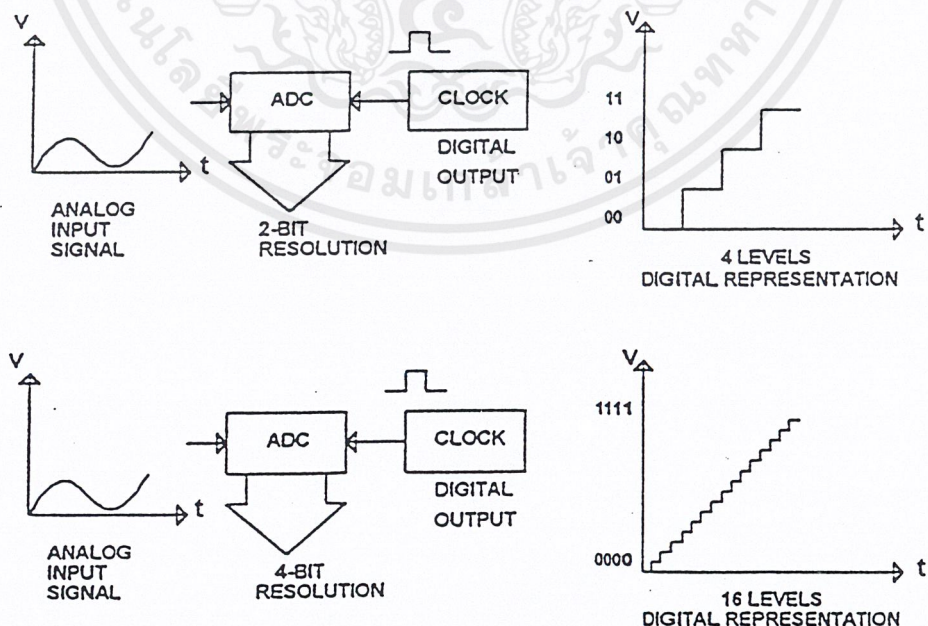 V
t
ANALOG
INPUT
SIGNAL
ADC
CLOCK
DIGITAL
OUTPUT
2-BIT
RESOLUTION
V
11
10
01
00
t
4 LEVELS
DIGITAL REPRESENTATION
V
t
ANALOG
INPUT
SIGNAL
ADC
CLOCK
DIGITAL
OUTPUT
4-BIT
RESOLUTION
V
1111
0000
t
16 LEVELS
DIGITAL REPRESENTATION